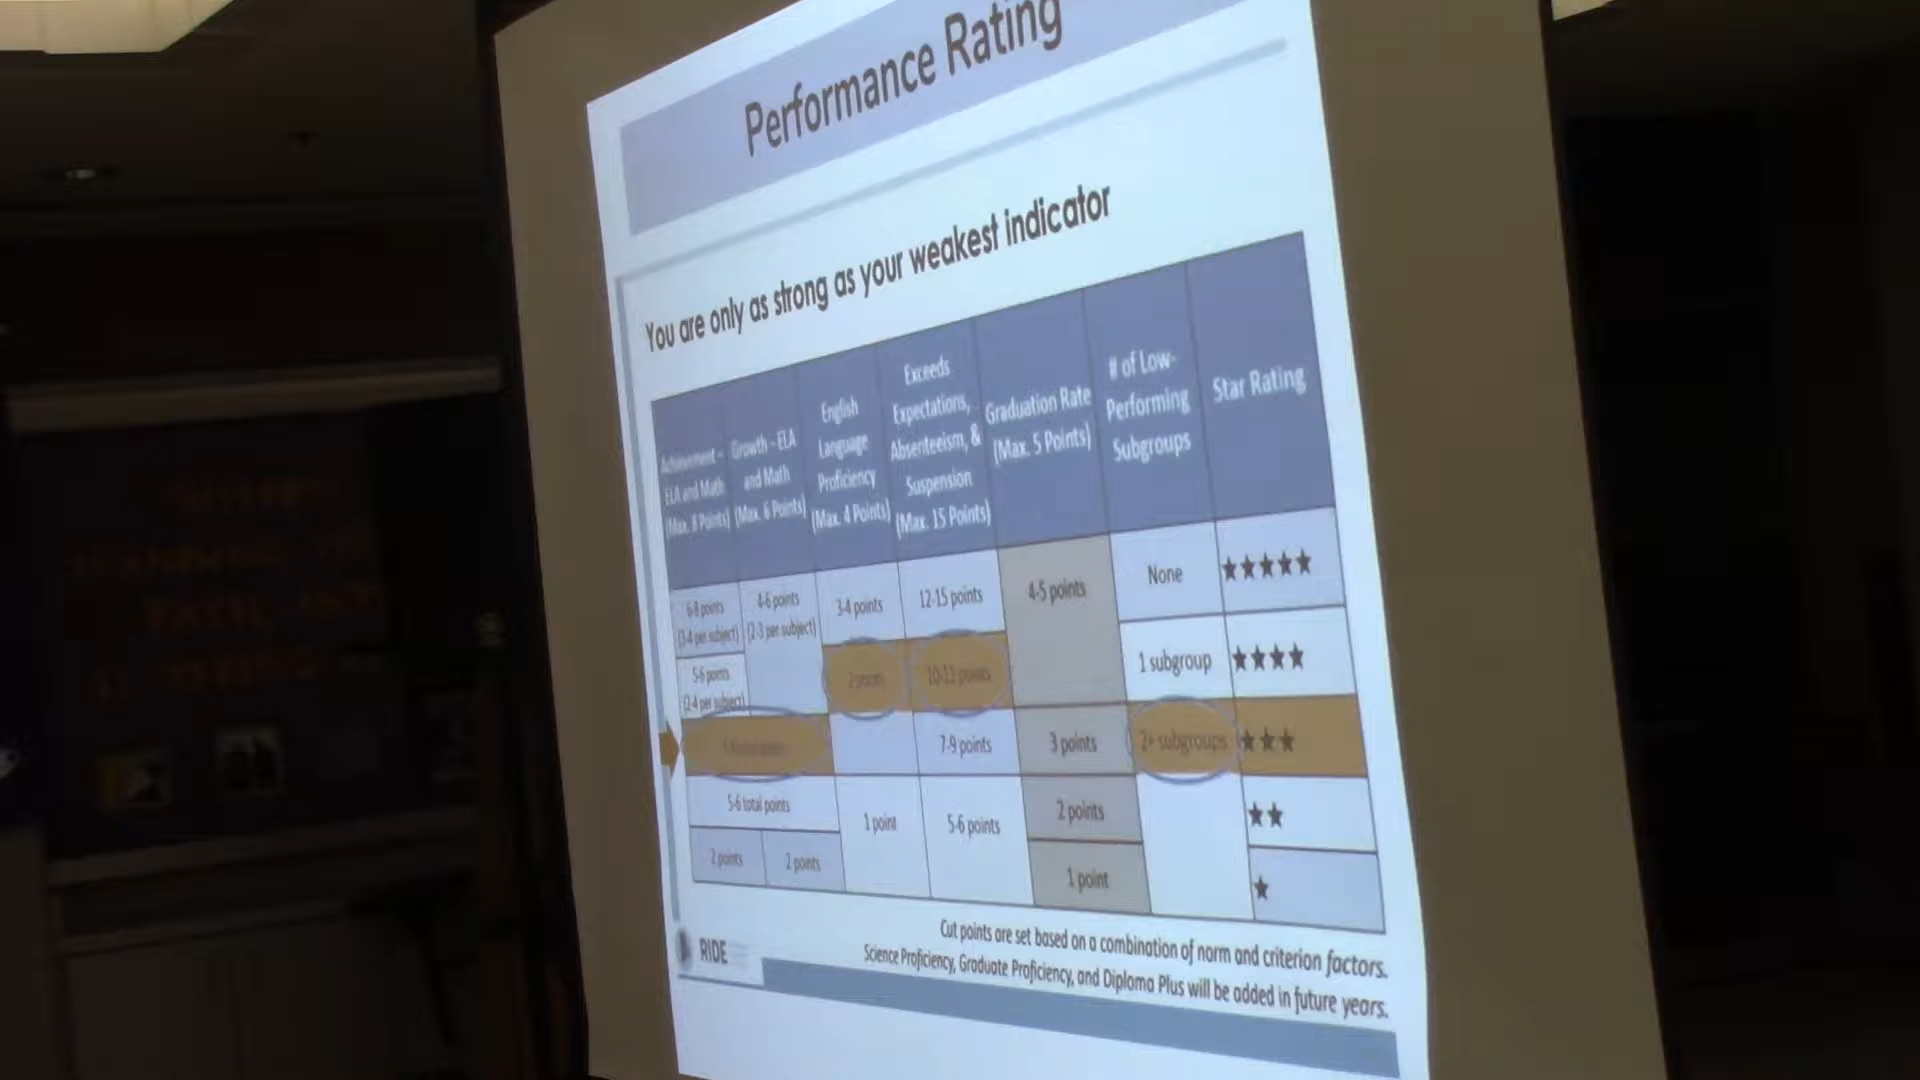 Performance Rating
You are only as strong as your weakest indicator
Achievement -
ELA and Math
(Max. 8 Points)
Growth - ELA
and Math
(Max. 6 Points)
English
Language
Proficiency
(Max. 4 Points)
Exceeds
Expectations,
Absenteeism, &
Suspension
(Max. 15 Points)
Graduation Rate
(Max. 5 Points)
# of Low-
Performing
Subgroups
Star Rating
6-8 points
(3-4 per subject)
4-6 points
(2-3 per subject)
3-4 points
12-15 points
4-5 points
None
★★★★★
5-6 points
(2-4 per subject)
2 points
10-11 points
1 subgroup
★★★★
7-9 points
3 points
2+ subgroups
★★★
5-6 total points
1 point
5-6 points
2 points
★★
2 points
2 points
1 point
★
Cut points are set based on a combination of norm and criterion factors.
Science Proficiency, Graduate Proficiency, and Diploma Plus will be added in future years.
RIDE